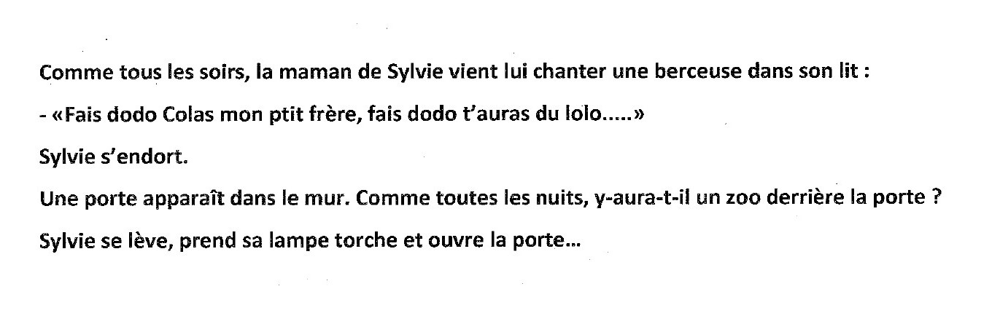 Comme tous les soirs, la maman de Sylvie vient lui chanter une berceuse dans son lit :
- «Fais dodo Colas mon ptit frère, fais dodo t’auras du lolo.....»
Sylvie s’endort.
Une porte apparaît dans le mur. Comme toutes les nuits, y-aura-t-il un zoo derrière la porte ?
Sylvie se lève, prend sa lampe torche et ouvre la porte...